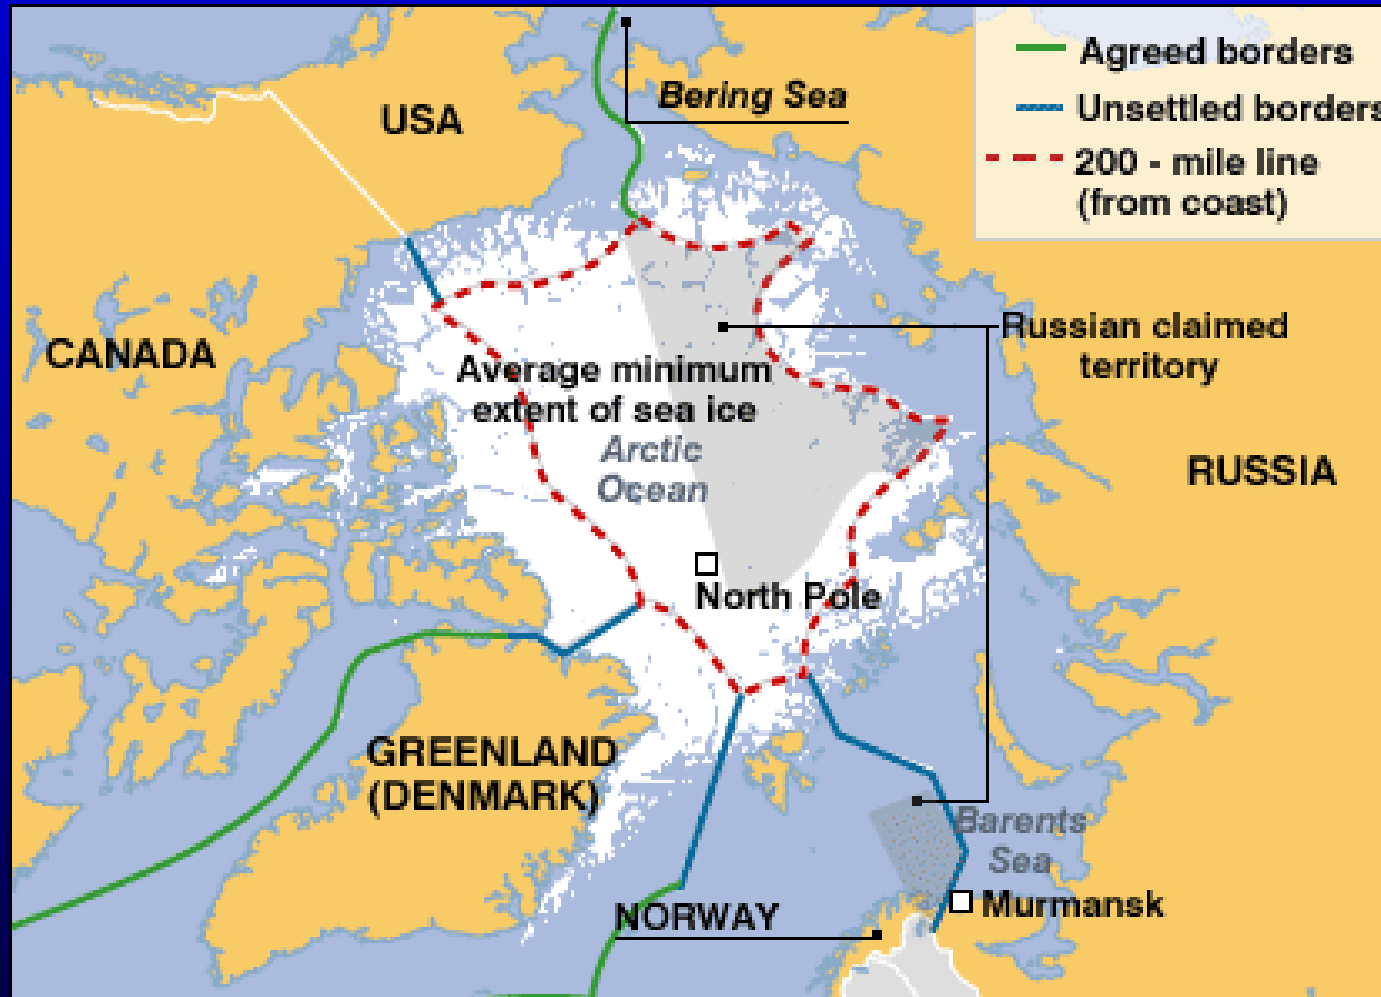 Agreed borders
Unsettled borders
200 - mile line
(from coast)
Bering Sea
USA
CANADA
Russian claimed
territory
Average minimum
extent of sea ice
Arctic
Ocean
RUSSIA
North Pole
GREENLAND
(DENMARK)
Barents
Sea
Murmansk
NORWAY